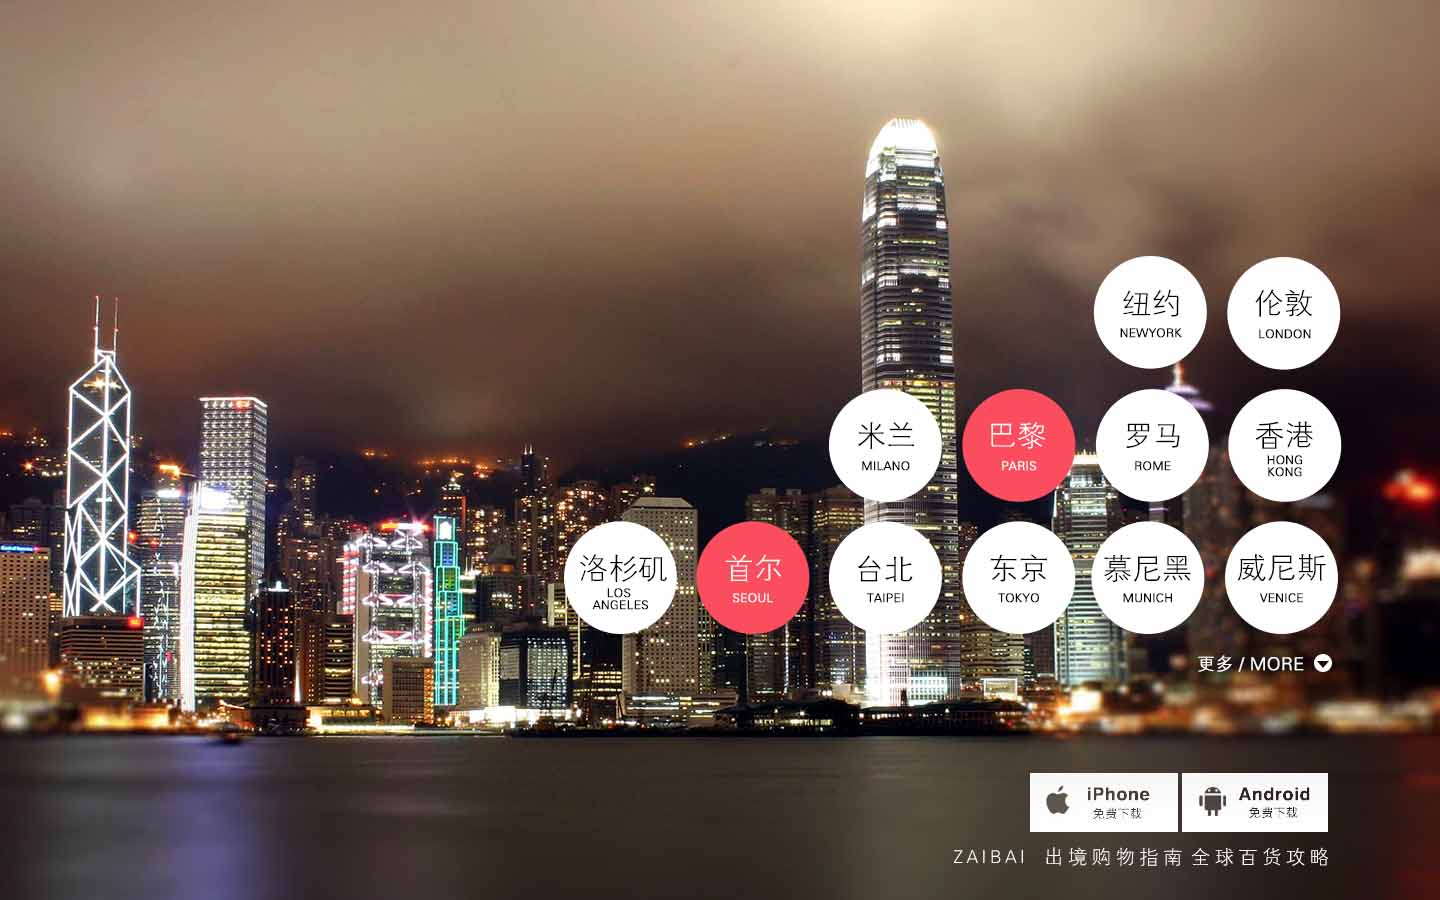 纽约
NEWYORK
伦敦
LONDON
米兰
MILANO
巴黎
PARIS
罗马
ROME
香港
HONG
KONG
洛杉矶
LOS
ANGELES
首尔
SEOUL
台北
TAIPEI
东京
TOKYO
慕尼黑
MUNICH
威尼斯
VENICE
更多 / MORE
iPhone
免费下载
Android
免费下载
ZAIBAI 出境购物指南 全球百货攻略